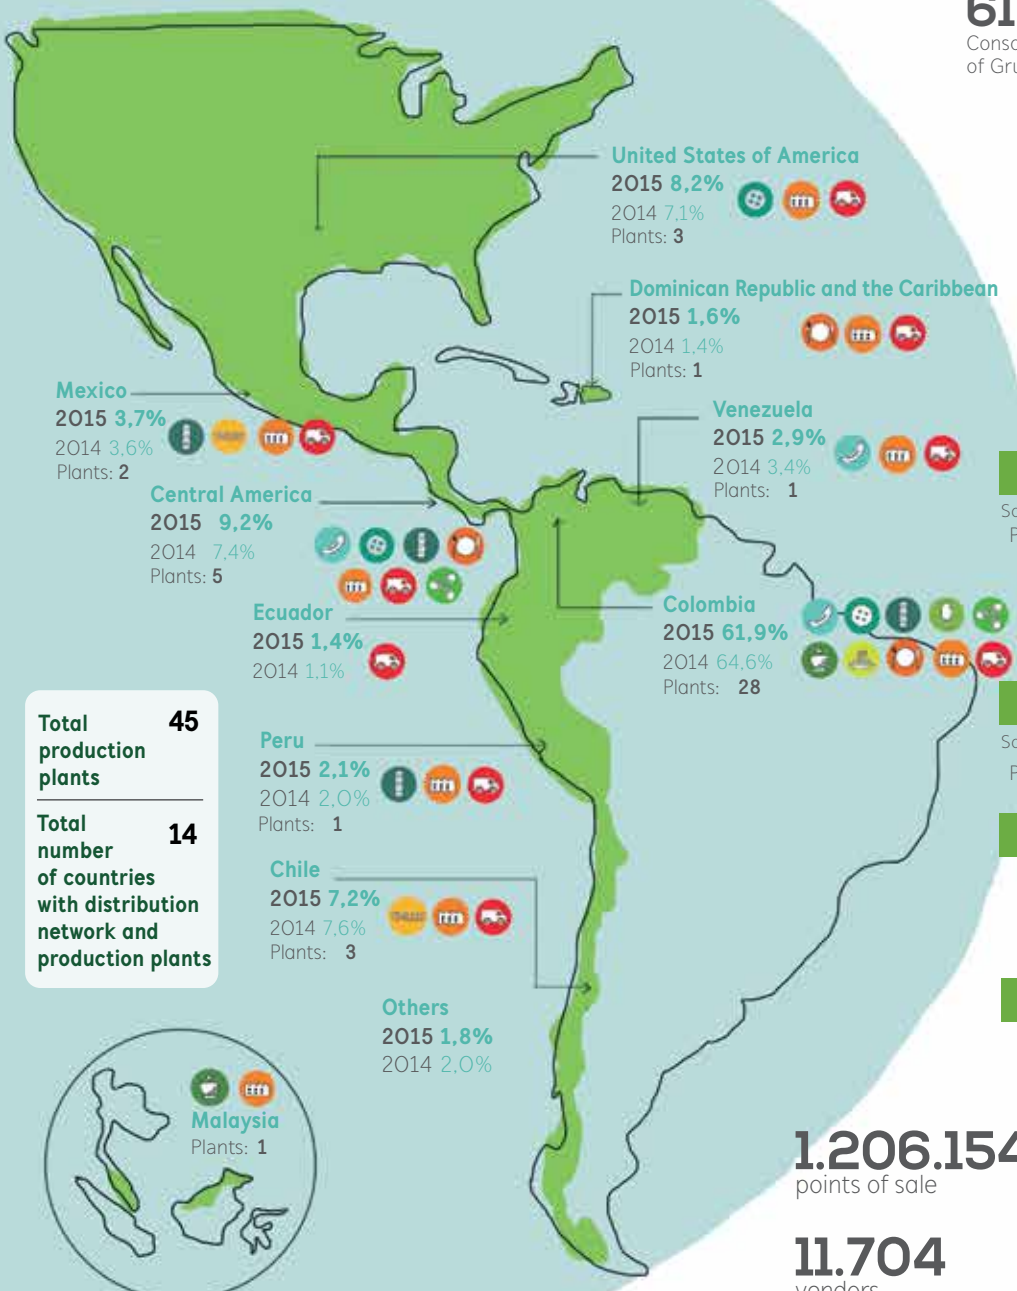 61
of
United States of America
2015 8,2%
2014 7,1%
Plants: 3
Dominican Republic and the Caribbean
2015 1,6%
2014 1,4%
Plants: 1
Mexico
2015 3,7%
2014 3,6%
Plants: 2
Venezuela
2015 2,9%
2014 3,4%
Plants: 1
Central America
2015 9,2%
2014 7,4%
Plants: 5
Ecuador
2015 1,4%
2014 1,1%
Colombia
2015 61,9%
2014 64,6%
Plants: 28
Total 45
production
plants
Total
number 14
of countries
with distribution
network and
production plants
Peru
2015 2,1%
2014 2,0%
Plants: 1
Chile
2015 7,2%
2014 7,6%
Plants: 3
Others
2015 1,8%
2014 2,0%
Malaysia
Plants: 1
1.206.154
points of sale
11.704
vendors